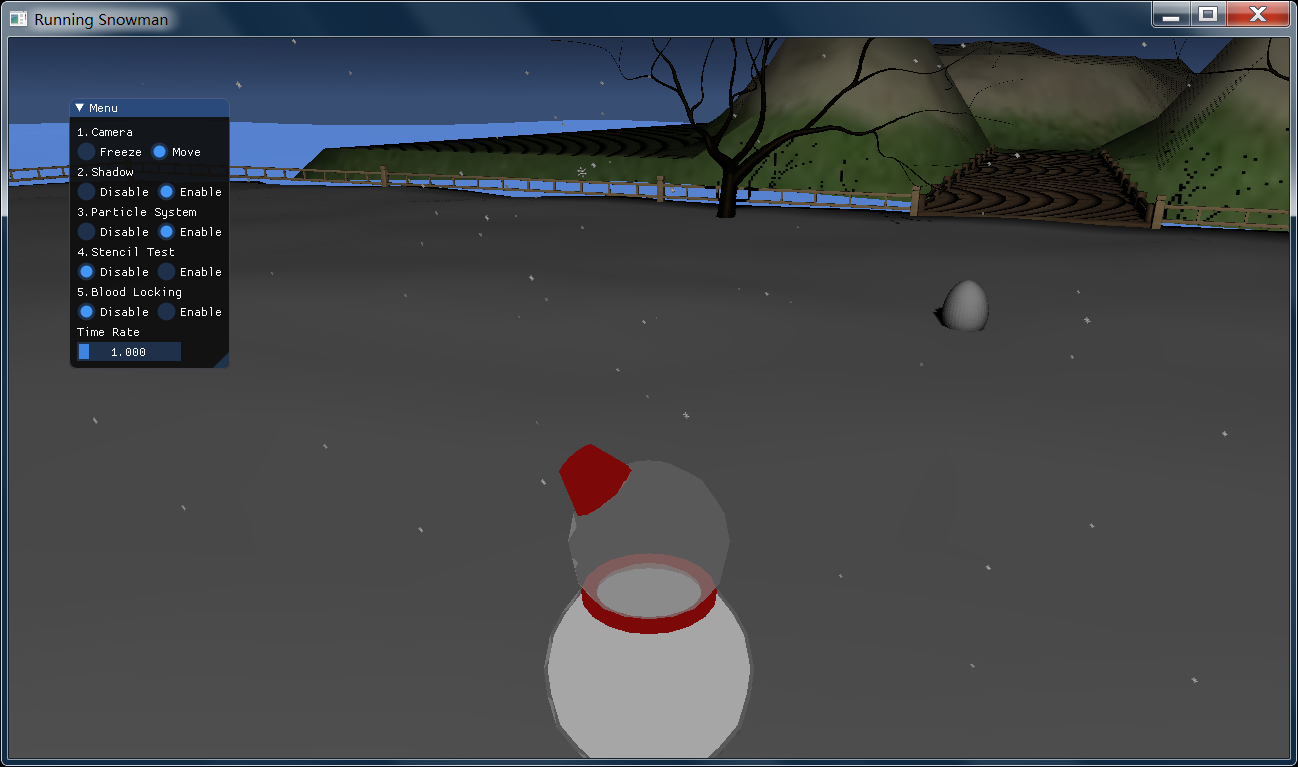 Running Snowman
Menu
1.Camera
Freeze Move
2.Shadow
Disable Enable
3.Particle System
Disable Enable
4.Stencil Test
Disable Enable
5.Blood Locking
Disable Enable
Time Rate
1.000